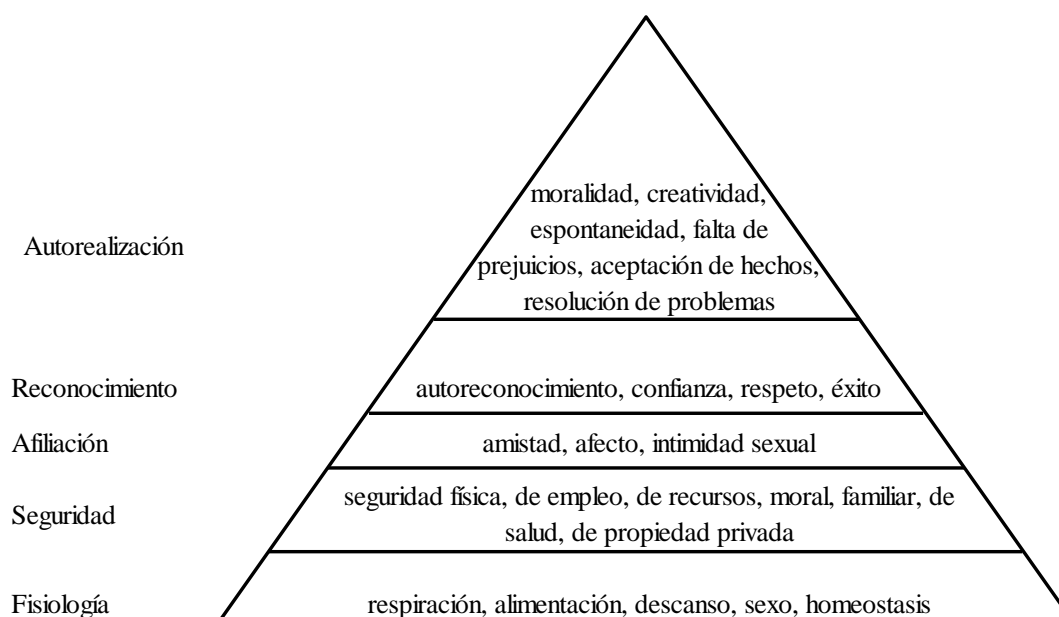 moralidad, creatividad,
espontaneidad, falta de
Autorealización
prejuicios, aceptación de hechos,
resolución de problemas
Reconocimiento
autoreconocimiento, confianza, respeto, éxito
Afiliación
amistad, afecto, intimidad sexual
Seguridad
seguridad física, de empleo, de recursos, moral, familiar, de
salud, de propiedad privada
Fisiología
respiración, alimentación, descanso, sexo, homeostasis